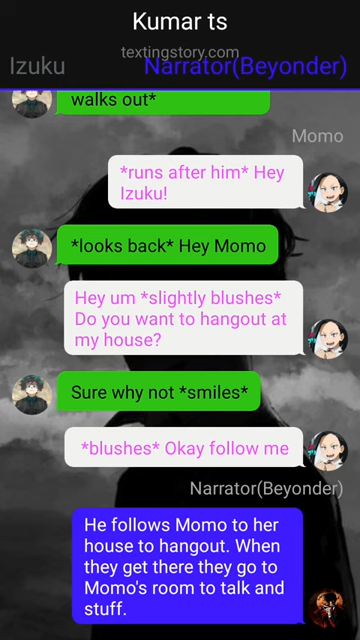 Kumar ts
textingstory.com
Izuku
Narrator(Beyonder)
walks out*
Momo
*runs after him* Hey
Izuku!
*looks back* Hey Momo
Hey um *slightly blushes*
Do you want to hangout at
my house?
Sure why not *smiles*
*blushes* Okay follow me
Narrator(Beyonder)
He follows Momo to her
house to hangout. When
they get there they go to
Momo's room to talk and
stuff.